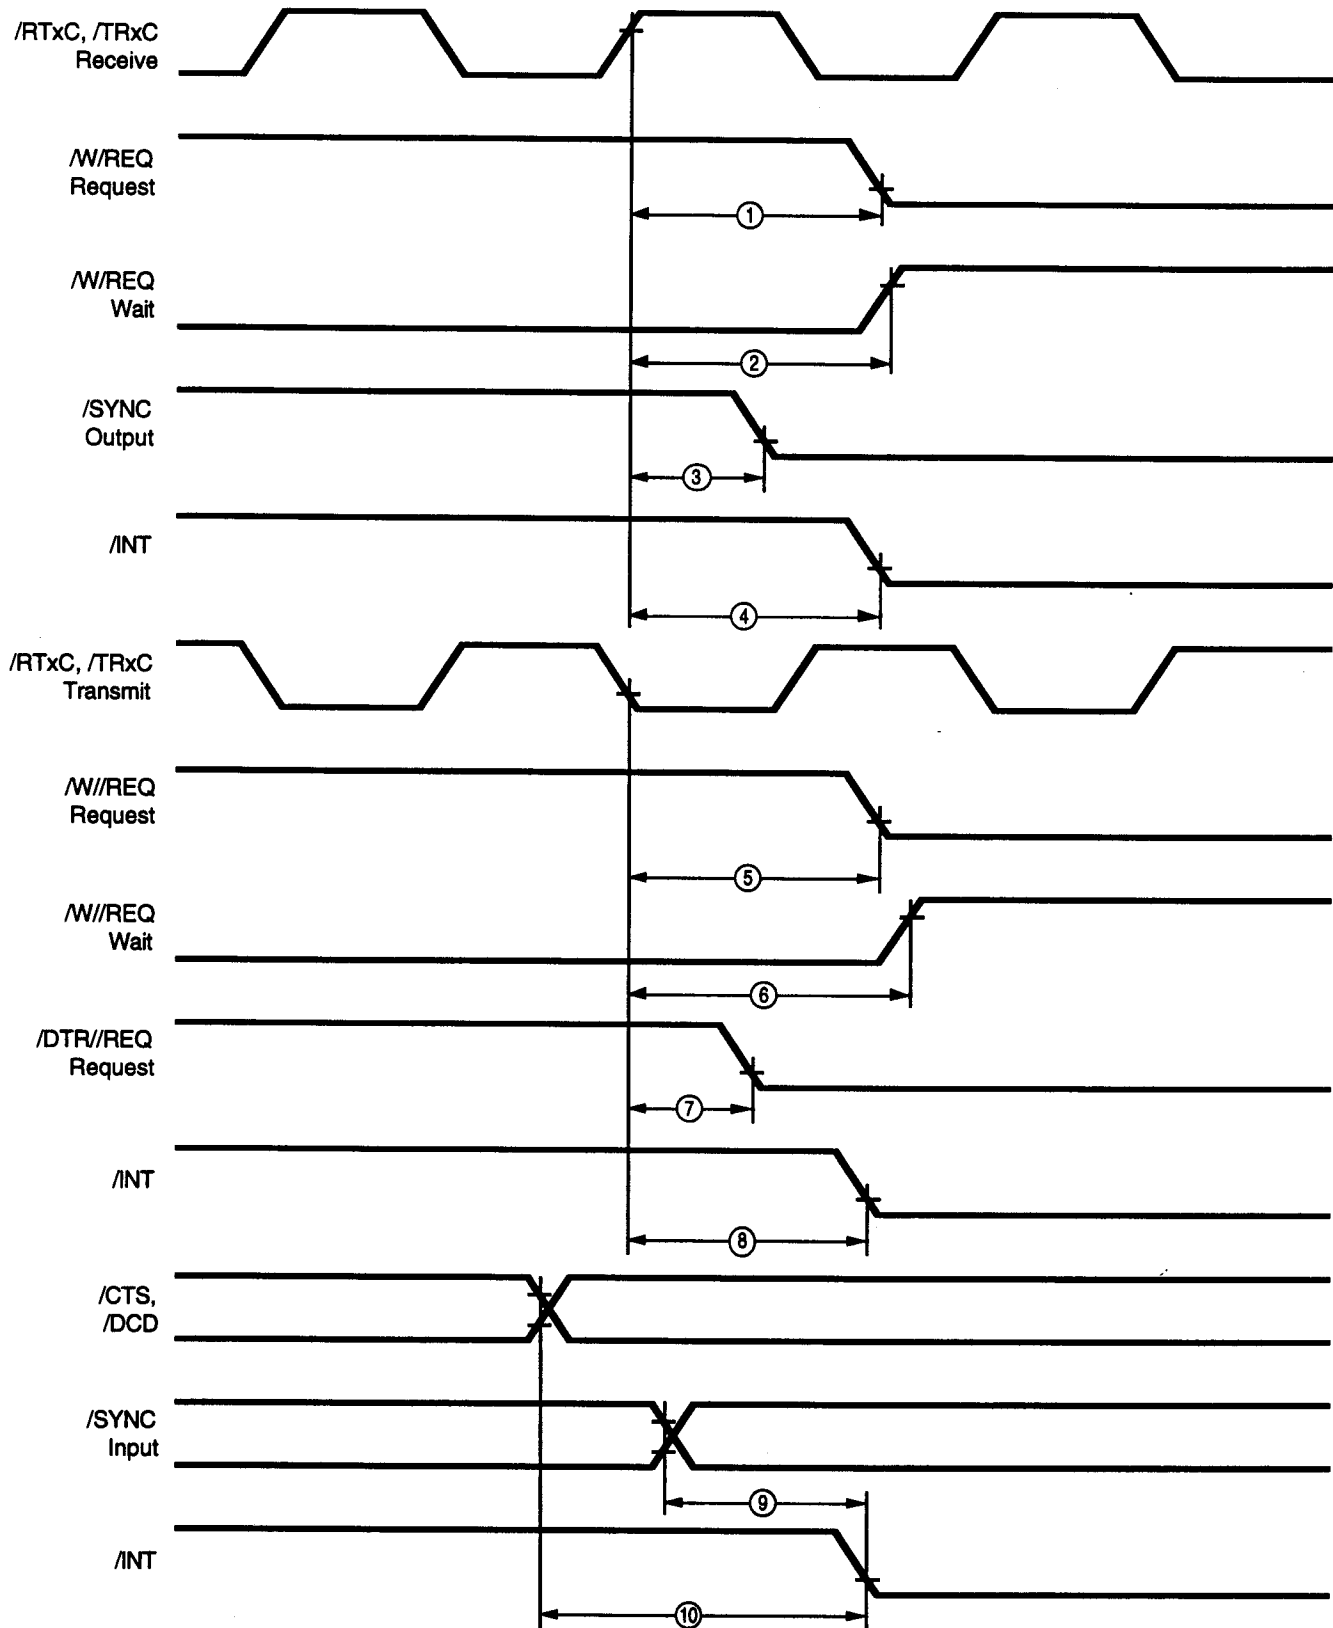 /RTxC, /TRxC
Receive
/W/REQ
Request
1
/W/REQ
Wait
2
/SYNC
Output
3
/INT
4
/RTxC, /TRxC
Transmit
/W//REQ
Request
5
/W//REQ
Wait
6
/DTR//REQ
Request
7
/INT
8
/CTS,
/DCD
/SYNC
Input
9
/INT
10